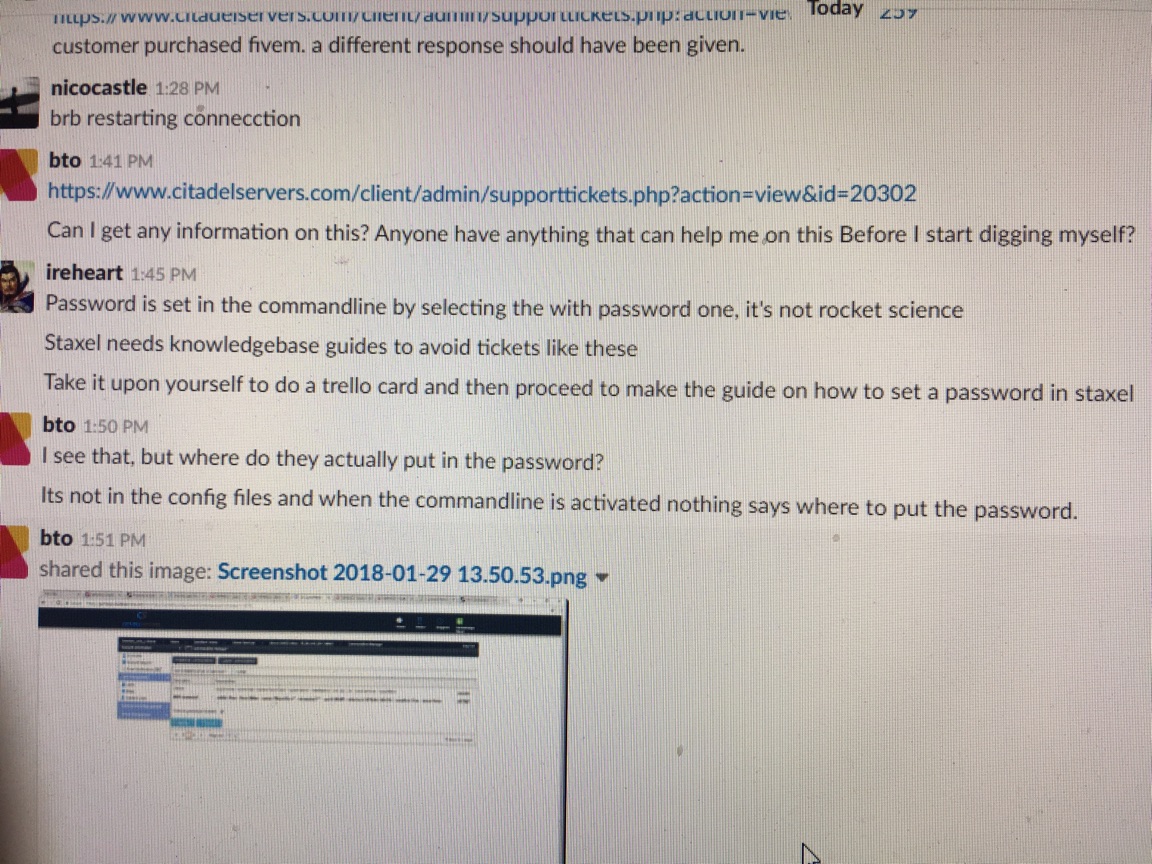 https://www.citadelservers.com/client/admin/supporttickets.php?action=vie
Today
customer purchased fivem. a different response should have been given.
nicocastle 1:28 PM
brb restarting connecction
bto 1:41 PM
https://www.citadelservers.com/client/admin/supporttickets.php?action=view&id=20302
Can I get any information on this? Anyone have anything that can help me on this Before I start digging myself?
ireheart 1:45 PM
Password is set in the commandline by selecting the with password one, it's not rocket science
Staxel needs knowledgebase guides to avoid tickets like these
Take it upon yourself to do a trello card and then proceed to make the guide on how to set a password in staxel
bto 1:50 PM
I see that, but where do they actually put in the password?
Its not in the config files and when the commandline is activated nothing says where to put the password.
bto 1:51 PM
shared this image: Screenshot 2018-01-29 13.50.53.png